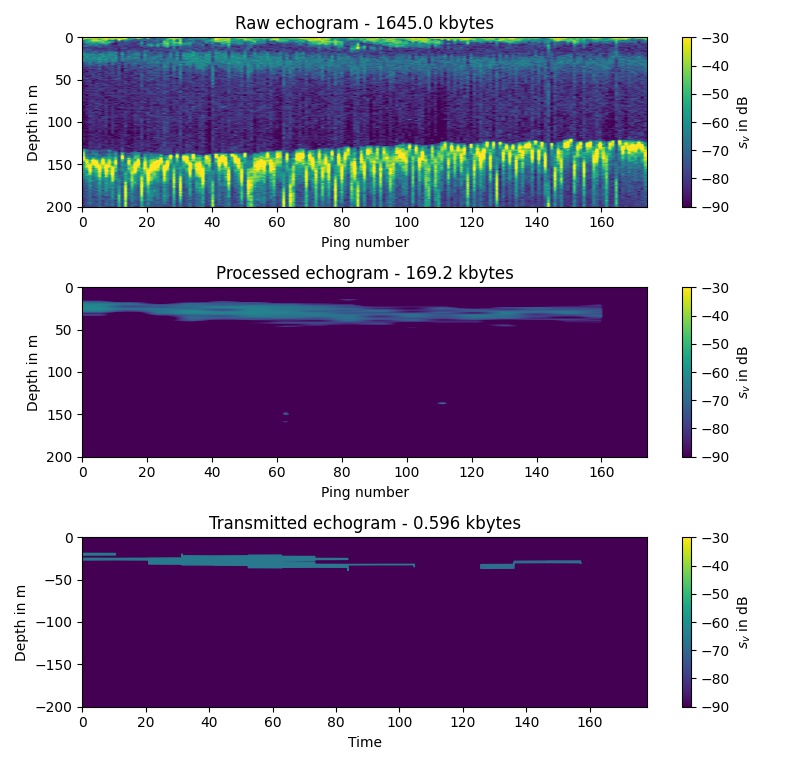 Raw echogram - 1645.0 kbytes
0
50
100
150
200
Depth in m
0 20 40 60 80 100 120 140 160
Ping number
−30
−40
−50
−60
−70
−80
−90
s_v in dB
Processed echogram - 169.2 kbytes
0
50
100
150
200
Depth in m
0 20 40 60 80 100 120 140 160
Ping number
−30
−40
−50
−60
−70
−80
−90
s_v in dB
Transmitted echogram - 0.596 kbytes
0
−50
−100
−150
−200
Depth in m
0 20 40 60 80 100 120 140 160
Time
−30
−40
−50
−60
−70
−80
−90
s_v in dB